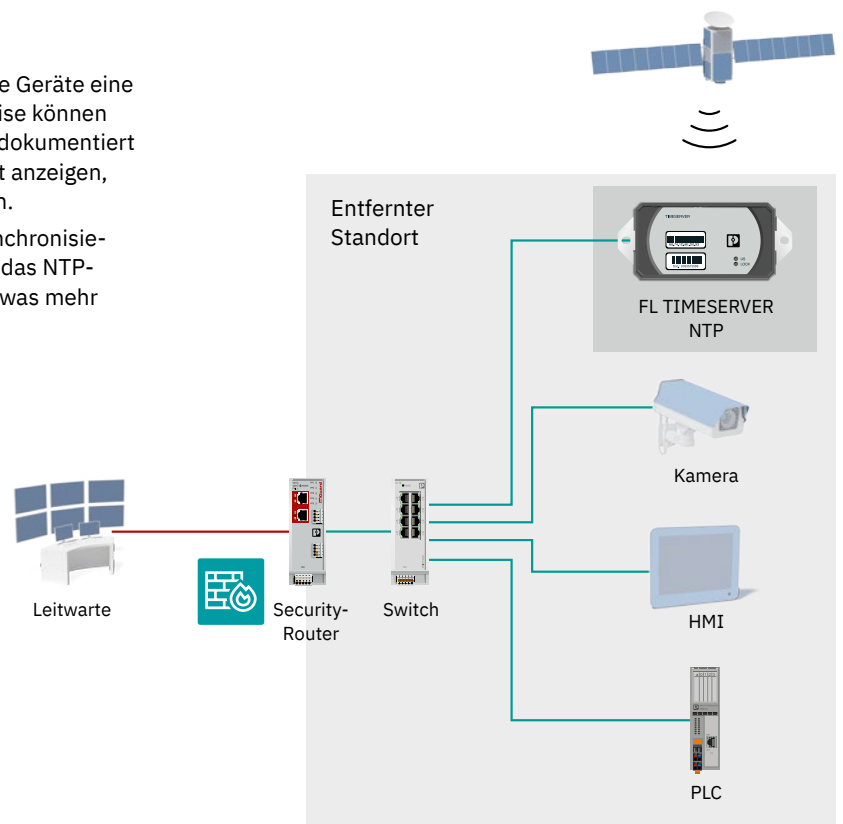 e Geräte eine
ise können
dokumentiert
t anzeigen,
n.
nchronisie-
das NTP-
was mehr
Entfernter
Standort
TIMESERVER
FL TIMESERVER
NTP
Kamera
Leitwarte
Security-
Router
Switch
HMI
PLC